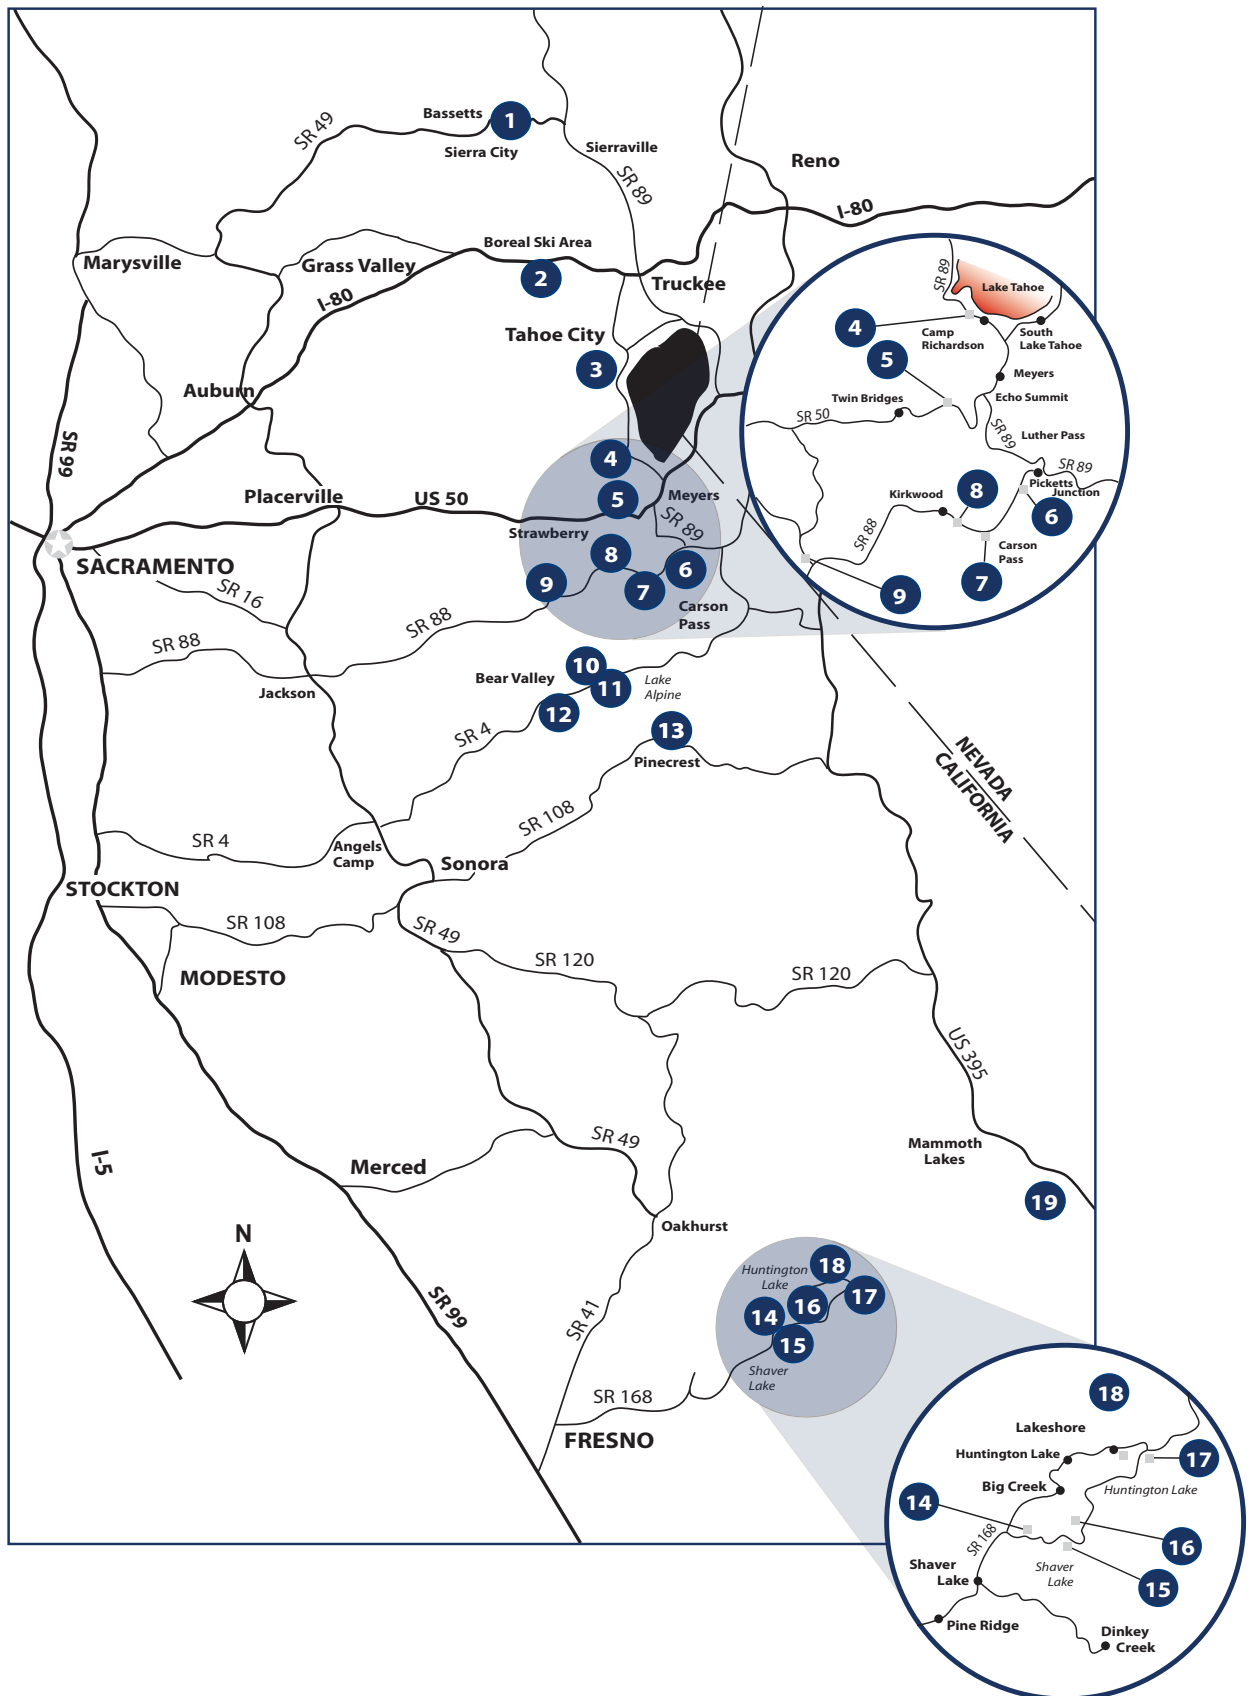 Bassetts
1
SR 49
Sierra City
Sierraville
SR 89
Reno
I-80
Boreal Ski Area
2
Marysville
Grass Valley
I-80
Truckee
Tahoe City
3
Auburn
SR 99
4
Placerville
US 50
5
Meyers
SR 89
Strawberry
8
SACRAMENTO
SR 16
9
7
6
Carson
Pass
SR 88
SR 88
Jackson
SR 89
Lake Tahoe
4
Camp
Richardson
South
Lake Tahoe
5
Meyers
Twin Bridges
Echo Summit
SR 50
SR 89
Luther Pass
SR 89
Picketts
Junction
Kirkwood
8
6
SR 88
Carson
Pass
7
9
10
Bear Valley
11
Lake
Alpine
12
SR 4
13
Pinecrest
NEVADA
CALIFORNIA
SR 108
SR 4
Angels
Camp
Sonora
STOCKTON
SR 108
SR 49
SR 120
SR 120
MODESTO
US 395
I-5
SR 49
Merced
Mammoth
Lakes
19
Oakhurst
N
SR 99
SR 41
Huntington
Lake
18
17
16
14
15
Shaver
Lake
SR 168
FRESNO
18
Lakeshore
Huntington Lake
17
Big Creek
Huntington Lake
14
SR 168
16
Shaver
Lake
Shaver
Lake
15
Pine Ridge
Dinkey
Creek